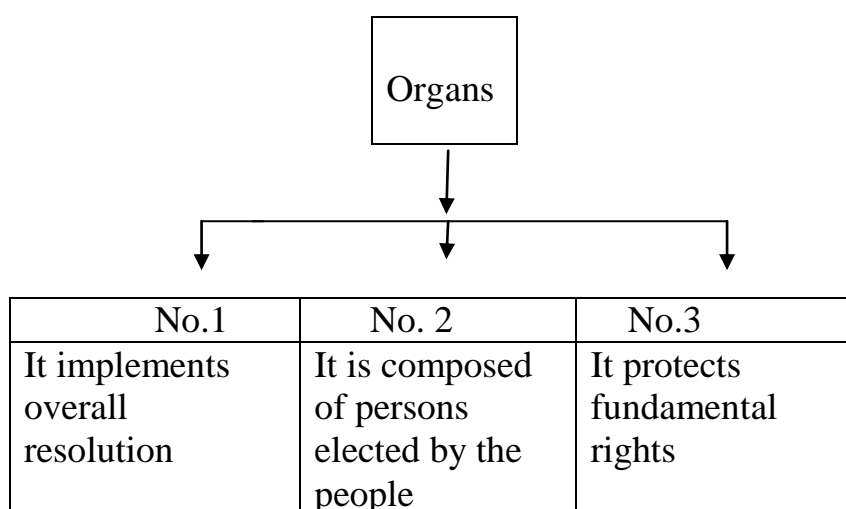 Organs
No.1
No. 2
No.3
It implements
overall
resolution
It is composed
of persons
elected by the
people
It protects
fundamental
rights